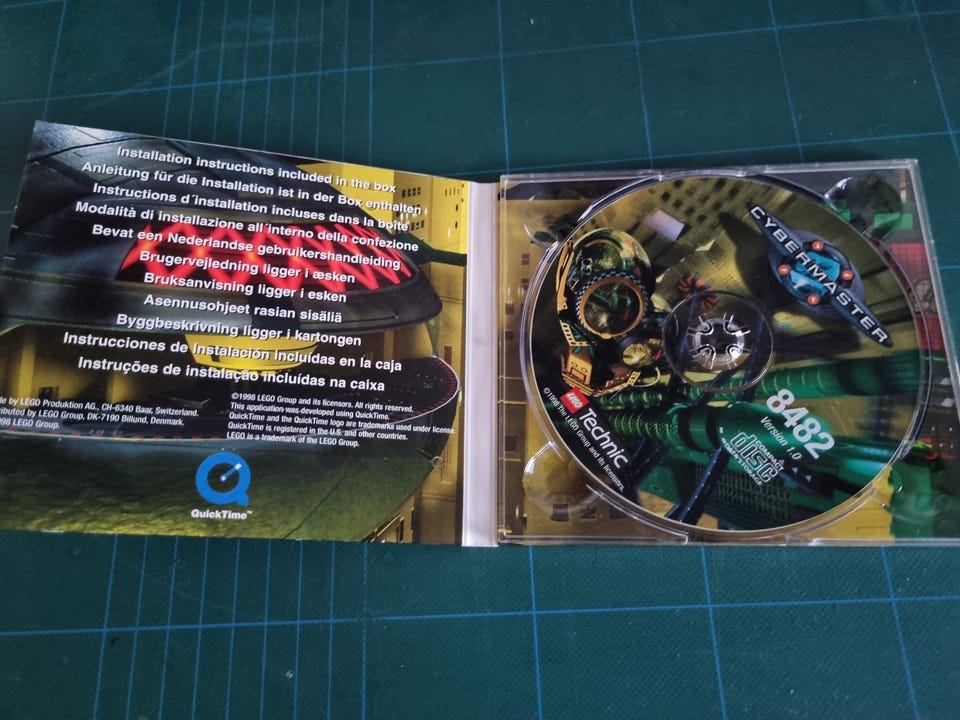 Installation instructions included in the box
Anleitung für die Installation ist in der Box enthalten
Instructions d´installation incluses dans la boîte
Modalità di installazione all´interno della confezione
Bevat een Nederlandse gebruikershandleiding
Brugervejledning ligger i æsken
Bruksanvisning ligger i esken
Asennusohjeet rasian sisäliä
Byggbeskrivning ligger i kartongen
Instrucciones de Instalación incluídas en la caja
Instruções de instalação incluídas na caixa
by LEGO Produktion AG., CH-6340 Baar, Switzerland.
by LEGO Group. DK-7190 Billund, Denmark.
LEGO Group.
©1998 LEGO Group and its licensors. All rights reserved.
This application was developed using QuickTime.
QuickTime and the QuickTime logo are trademarks used under license.
QuickTime is registered in the U.S. and other countries.
LEGO is a trademark of the LEGO Group.
QuickTime™
CYBERMASTER
LEGO Technic
©1998 The LEGO Group and its licensors.
8482
Version 1.0
COMPACT
disc